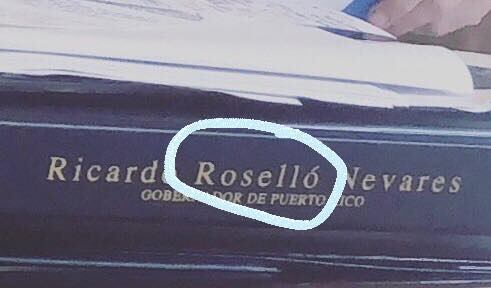 Ricardo Roselló Nevares
GOBERNADOR DE PUERTO RICO